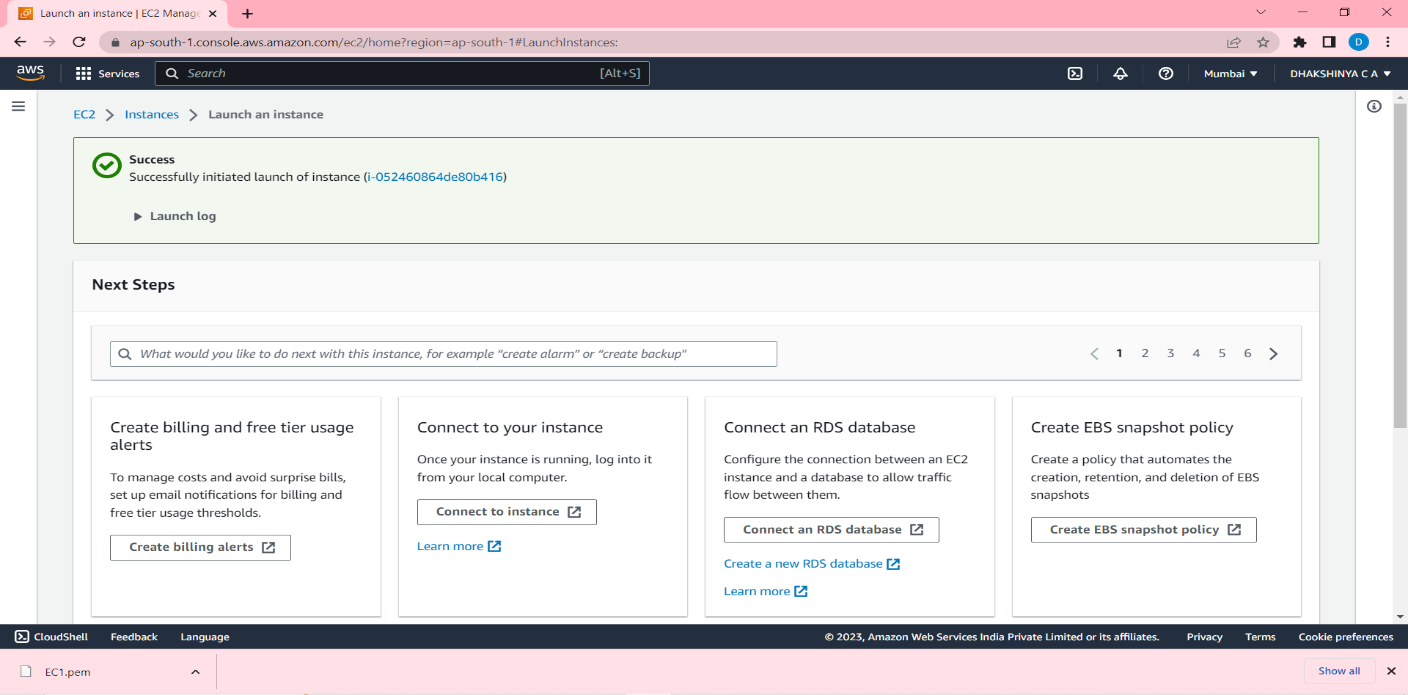 Launch an instance | EC2 Manage
ap-south-1.console.aws.amazon.com/ec2/home?region=ap-south-1#LaunchInstances:
D
aws
Services
Search
[Alt+S]
Mumbai
DHAKSHINYA C A
EC2
Instances
Launch an instance
Success
Successfully initiated launch of instance (i-052460864de80b416)
Launch log
Next Steps
What would you like to do next with this instance, for example “create alarm” or “create backup”
1 2 3 4 5 6
Create billing and free tier usage
alerts
To manage costs and avoid surprise bills,
set up email notifications for billing and
free tier usage thresholds.
Create billing alerts
Connect to your instance
Once your instance is running, log into it
from your local computer.
Connect to instance
Learn more
Connect an RDS database
Configure the connection between an EC2
instance and a database to allow traffic
flow between them.
Connect an RDS database
Create a new RDS database
Learn more
Create EBS snapshot policy
Create a policy that automates the
creation, retention, and deletion of EBS
snapshots
Create EBS snapshot policy
CloudShell
Feedback
Language
© 2023, Amazon Web Services India Private Limited or its affiliates.
Privacy
Terms
Cookie preferences
EC1.pem
Show all